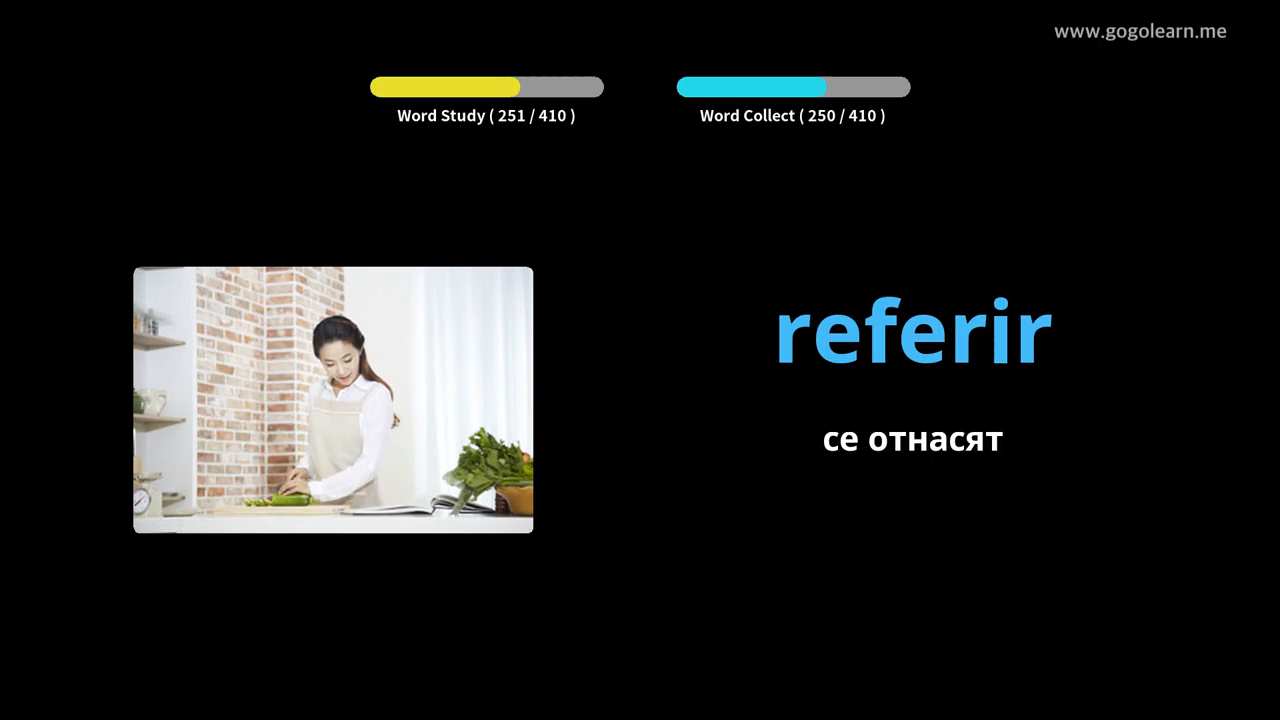 www.gogolearn.me
Word Study ( 251 / 410 )
Word Collect ( 250 / 410 )
referir
се отнасят